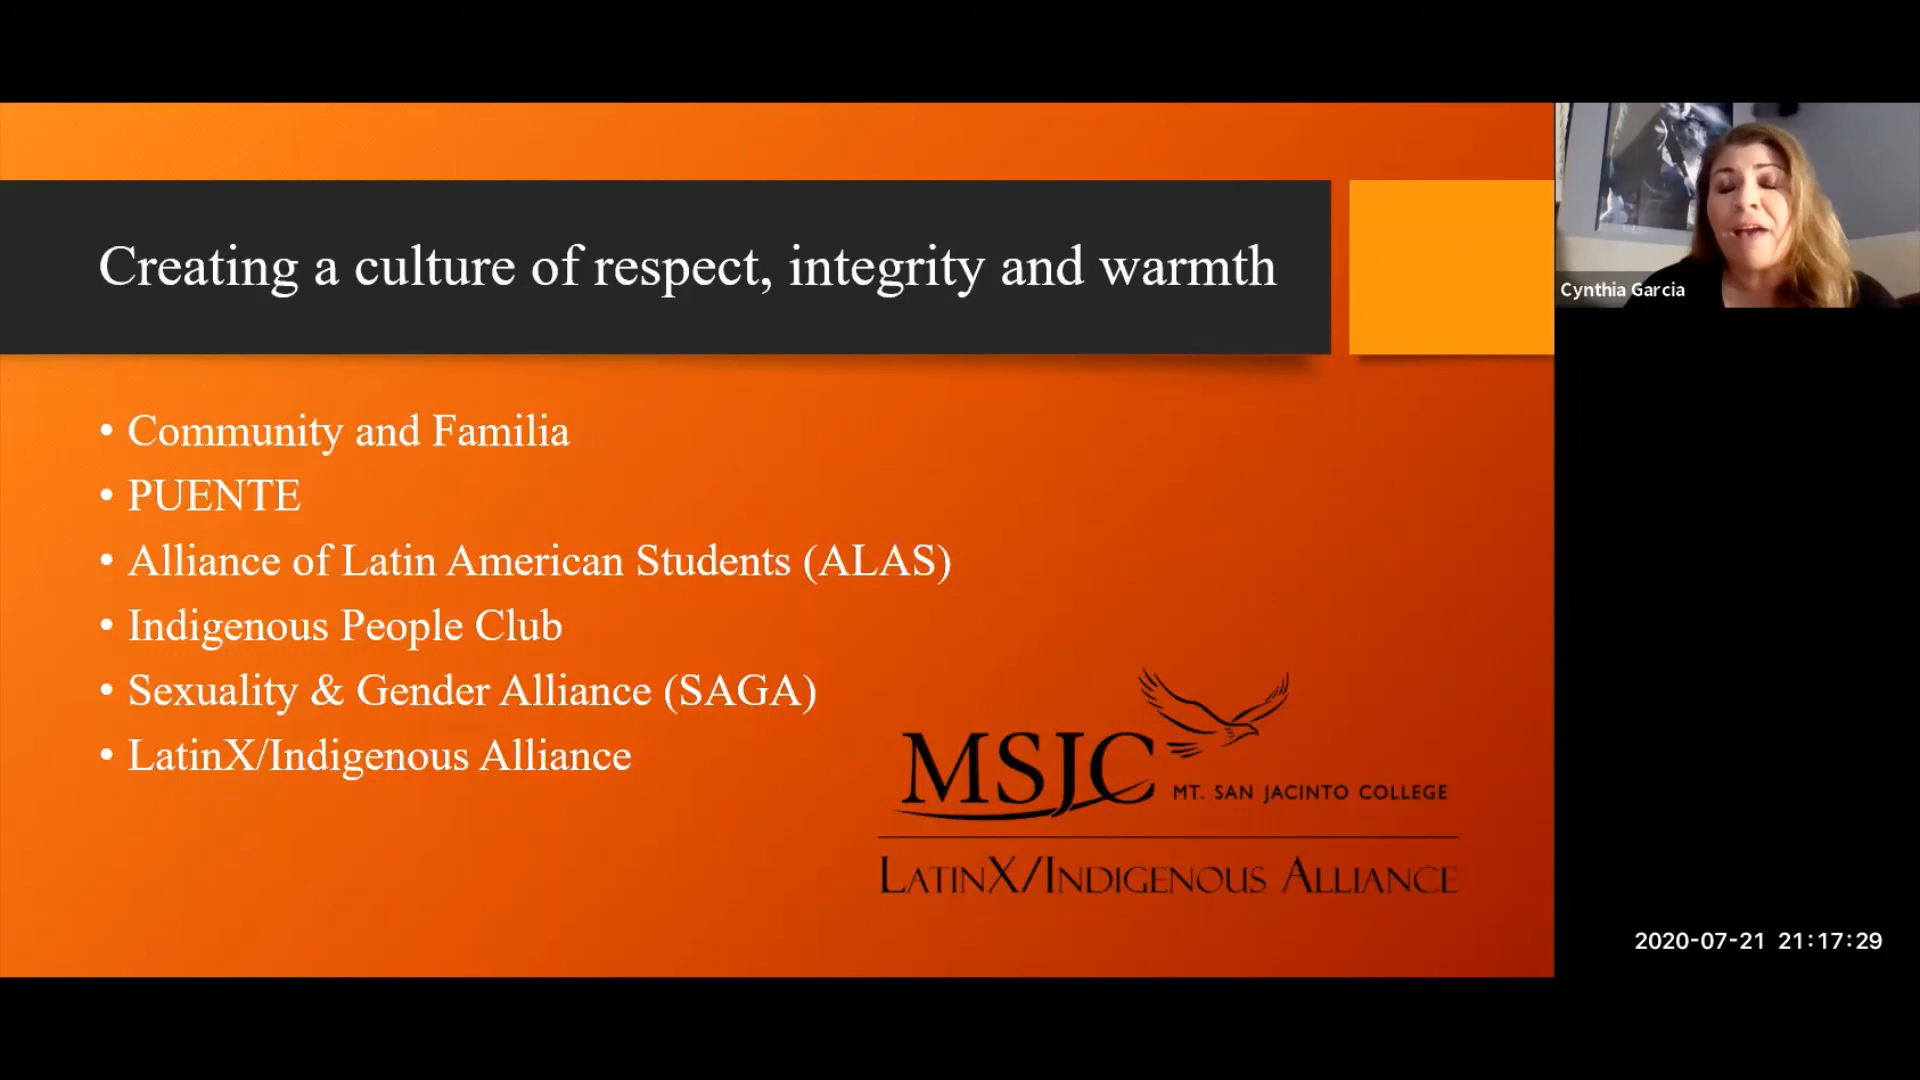 Creating a culture of respect, integrity and warmth
• Community and Familia
• PUENTE
• Alliance of Latin American Students (ALAS)
• Indigenous People Club
• Sexuality & Gender Alliance (SAGA)
• LatinX/Indigenous Alliance
MSJC MT. SAN JACINTO COLLEGE
LATINX/INDIGENOUS ALLIANCE
Cynthia Garcia
2020-07-21 21:17:29